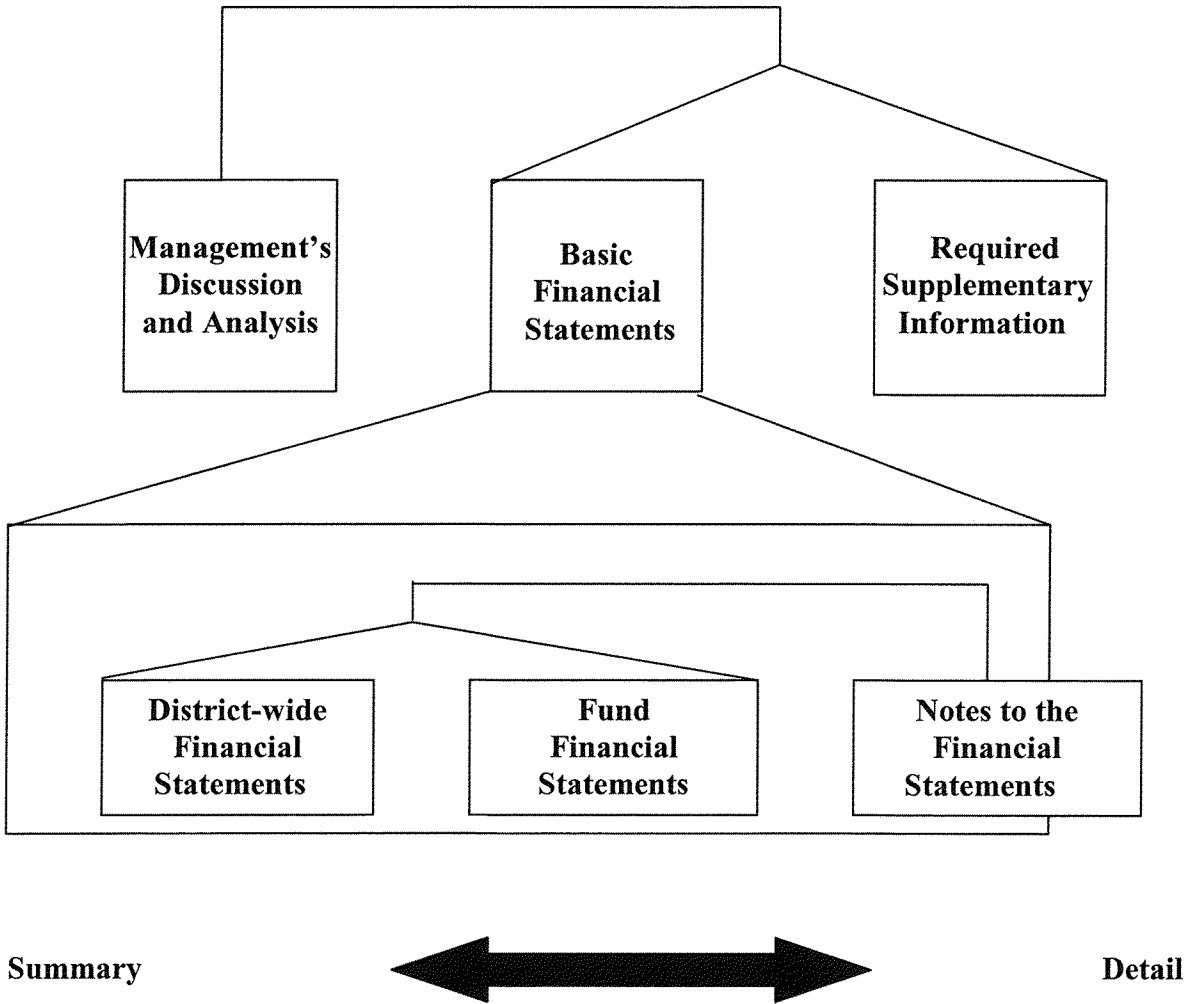 Management's
Discussion
and Analysis
Basic
Financial
Statements
Required
Supplementary
Information
District-wide
Financial
Statements
Fund
Financial
Statements
Notes to the
Financial
Statements
Summary
Detail